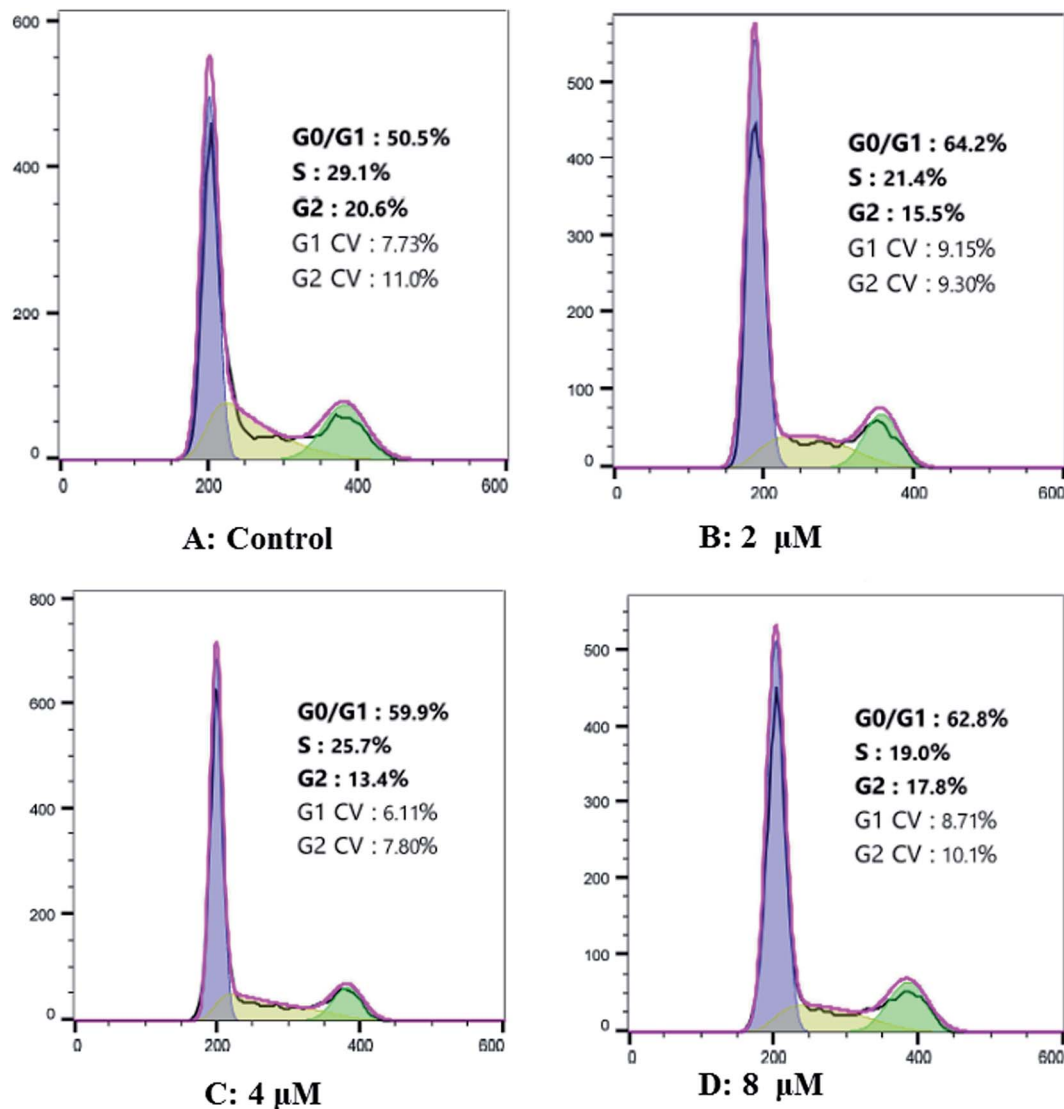 600
400
200
0
0
200
400
600
G0/G1 : 50.5%
S : 29.1%
G2 : 20.6%
G1 CV : 7.73%
G2 CV : 11.0%
A: Control
500
400
300
200
100
0
0
200
400
600
G0/G1 : 64.2%
S : 21.4%
G2 : 15.5%
G1 CV : 9.15%
G2 CV : 9.30%
B: 2 μM
800
600
400
200
0
0
200
400
600
G0/G1 : 59.9%
S : 25.7%
G2 : 13.4%
G1 CV : 6.11%
G2 CV : 7.80%
C: 4 μM
500
400
300
200
100
0
0
200
400
600
G0/G1 : 62.8%
S : 19.0%
G2 : 17.8%
G1 CV : 8.71%
G2 CV : 10.1%
D: 8 μM